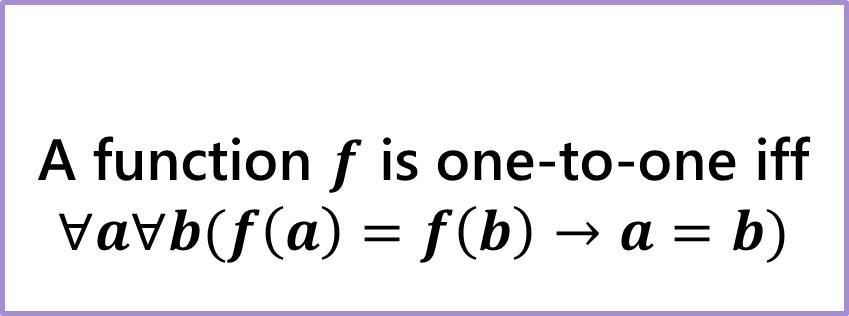 A function f is one-to-one iff
∀a∀b(f(a) = f(b) → a = b)